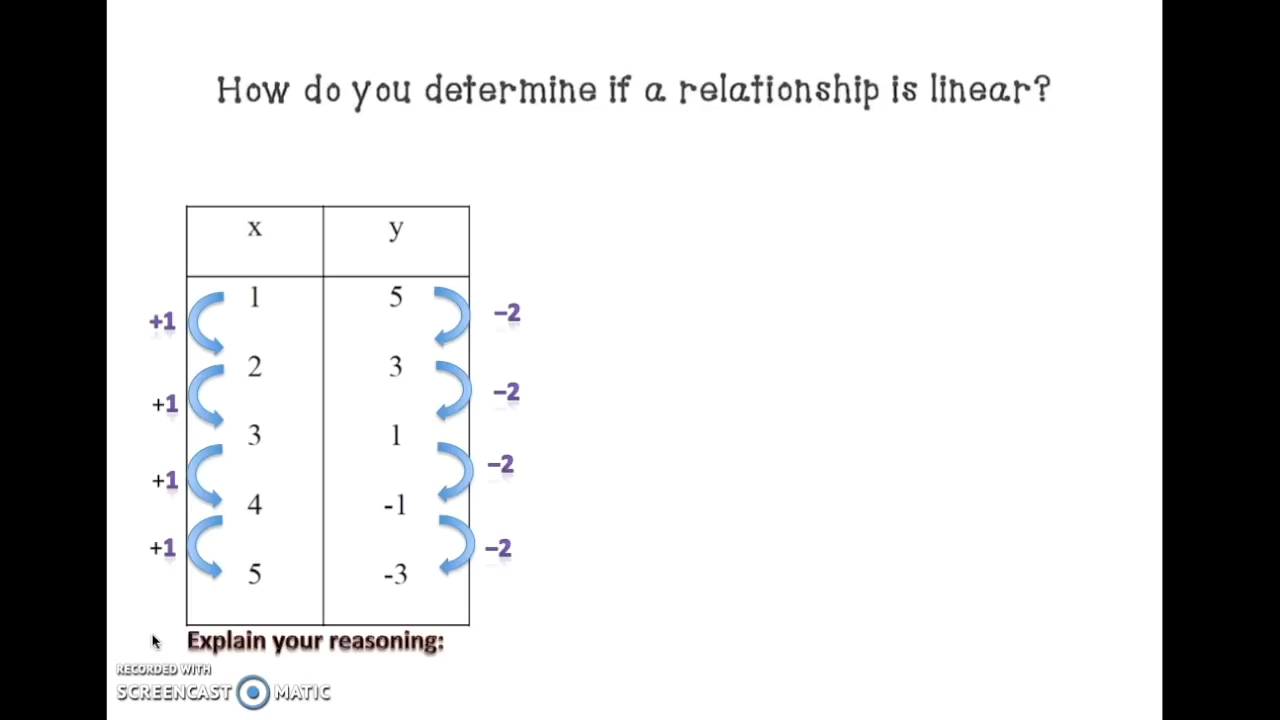 How do you determine if a relationship is linear?
x y
1 5
+1 −2
2 3
+1 −2
3 1
+1 −2
4 -1
+1 −2
5 -3
Explain your reasoning:
RECORDED WITH
SCREENCAST MATIC